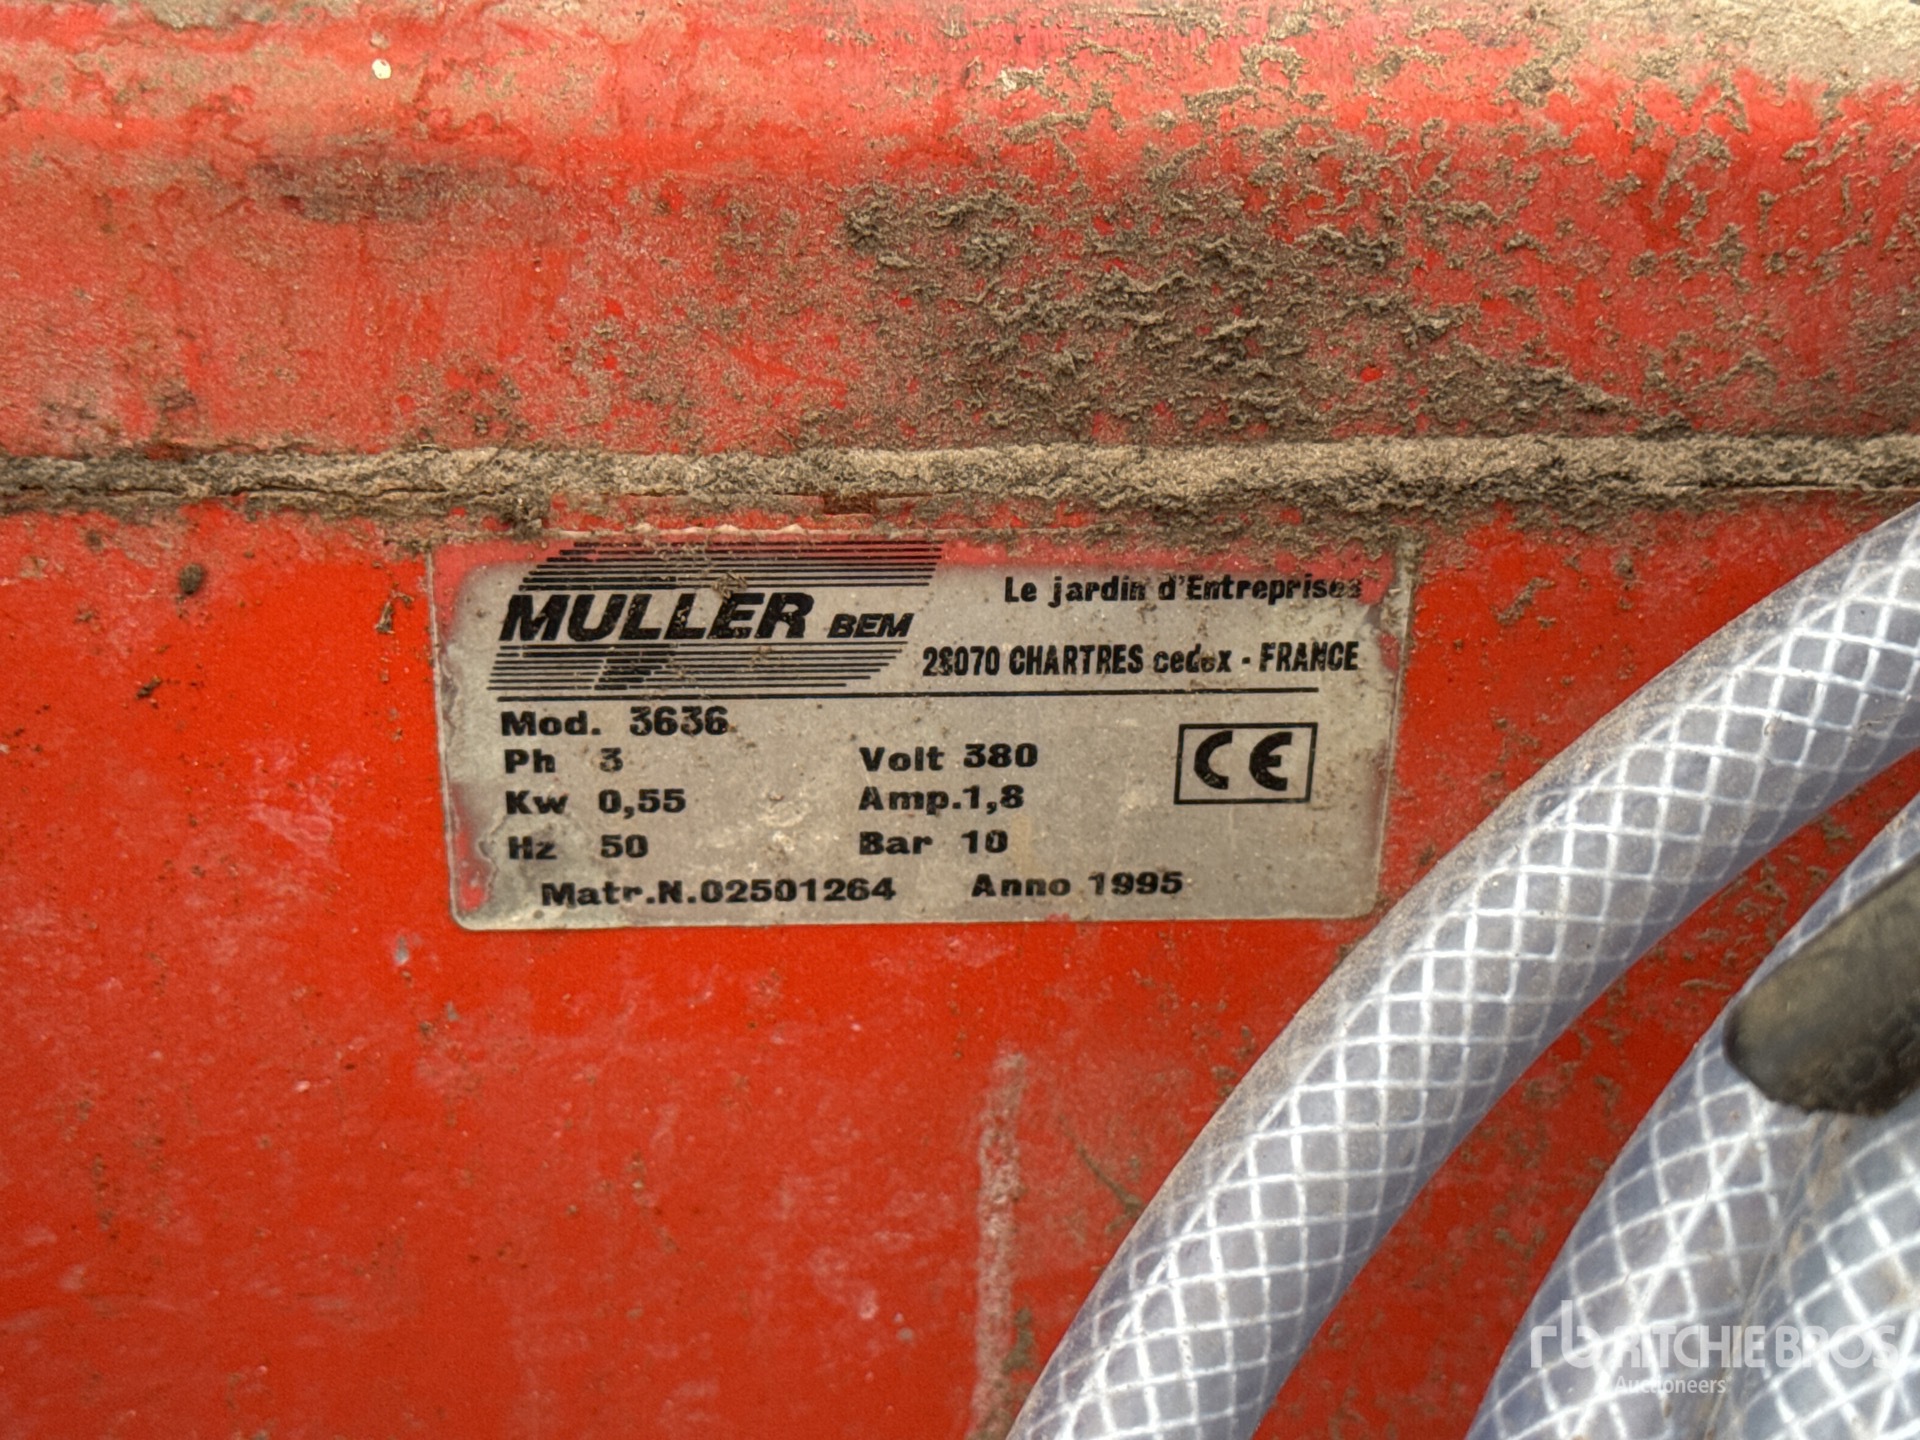 MULLER BEM
Le jardin d'Entreprises
28070 CHARTRES cedex - FRANCE
Mod. 3636
Ph 3 Volt 380
Kw 0,55 Amp.1,8
Hz 50 Bar 10
CE
Matr.N.02501264 Anno 1995
rb RITCHIE BROS
Auctioneers